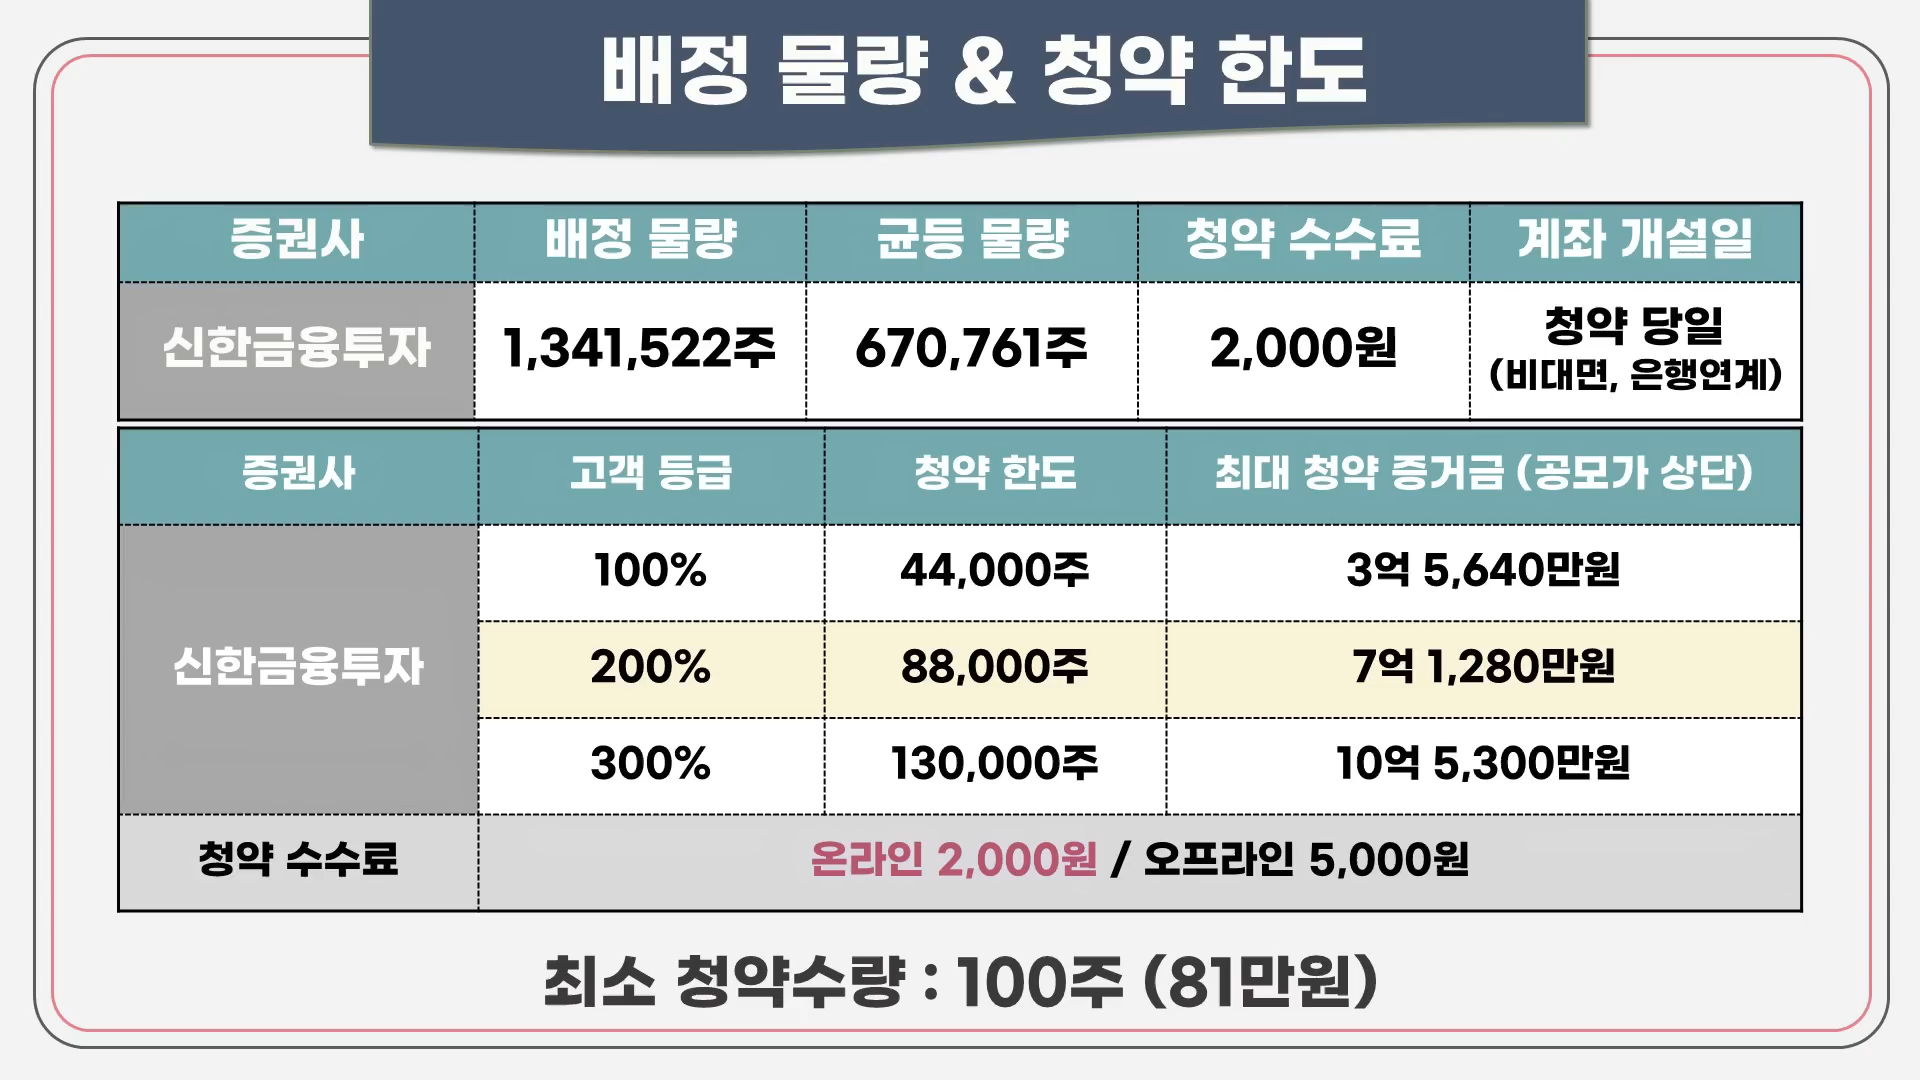 배정 물량 & 청약 한도
증권사 배정 물량 균등 물량 청약 수수료 계좌 개설일
신한금융투자 1,341,522주 670,761주 2,000원 청약 당일
(비대면, 은행연계)
증권사 고객 등급 청약 한도 최대 청약 증거금 (공모가 상단)
100% 44,000주 3억 5,640만원
신한금융투자 200% 88,000주 7억 1,280만원
300% 130,000주 10억 5,300만원
청약 수수료 온라인 2,000원 / 오프라인 5,000원
최소 청약수량 : 100주 (81만원)